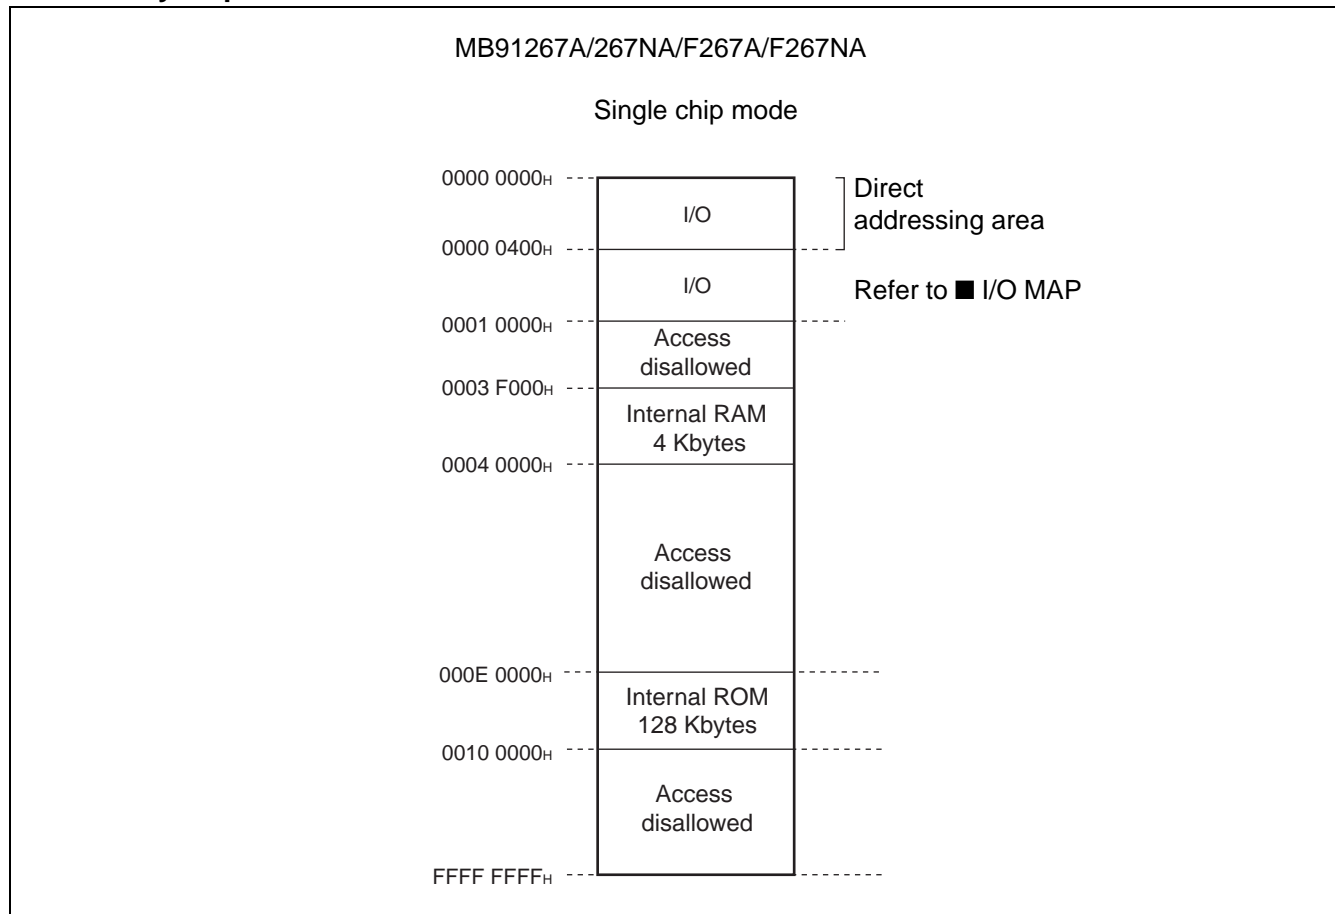 MB91267A/267NA/F267A/F267NA
Single chip mode
0000 0000H
I/O
Direct
addressing area
0000 0400H
I/O
Refer to ■ I/O MAP
0001 0000H
Access
disallowed
0003 F000H
Internal RAM
4 Kbytes
0004 0000H
Access
disallowed
000E 0000H
Internal ROM
128 Kbytes
0010 0000H
Access
disallowed
FFFF FFFFH